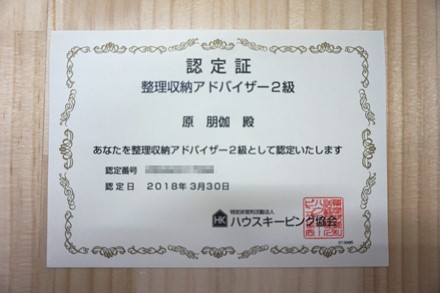 認定証
整理収納アドバイザー2級
原 朋伽 殿
あなたを整理収納アドバイザー2級として認定いたします
認定番号
認定日 2018年3月30日
特定非営利活動法人
HK ハウスキーピング協会